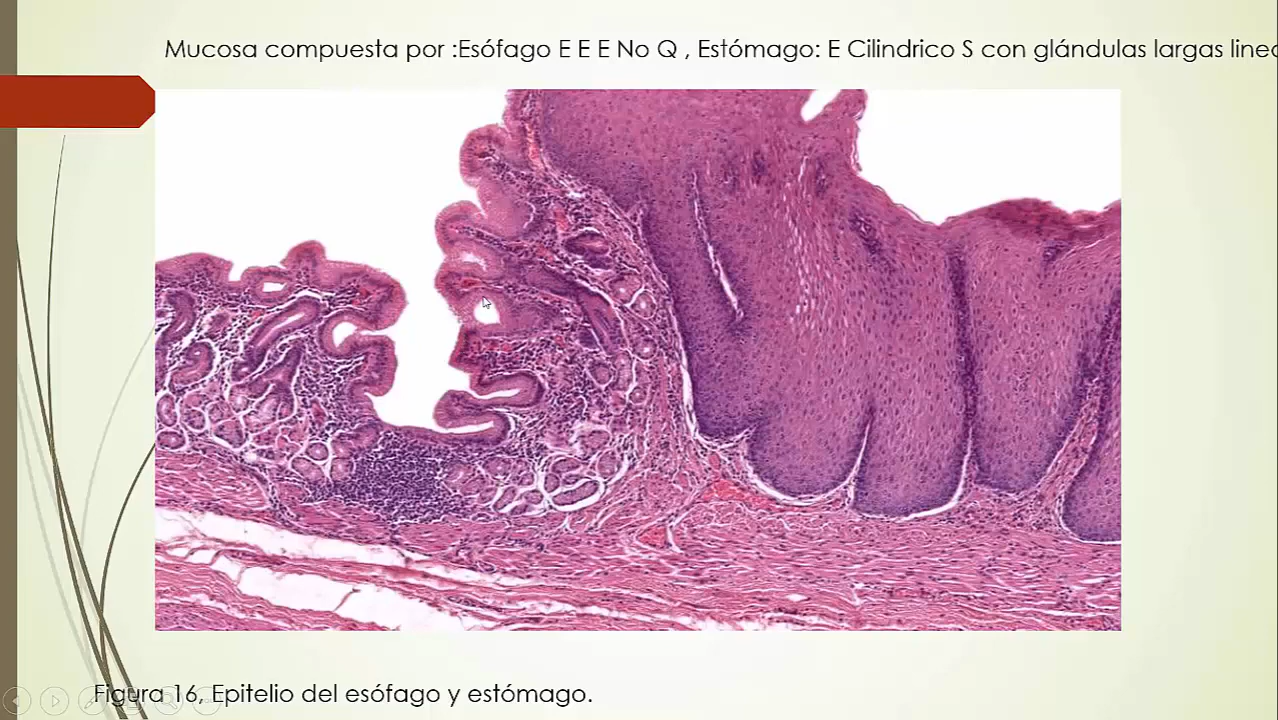 Mucosa compuesta por :Esófago E E E No Q , Estómago: E Cilindrico S con glándulas largas
Figura 16, Epitelio del esófago y estómago.